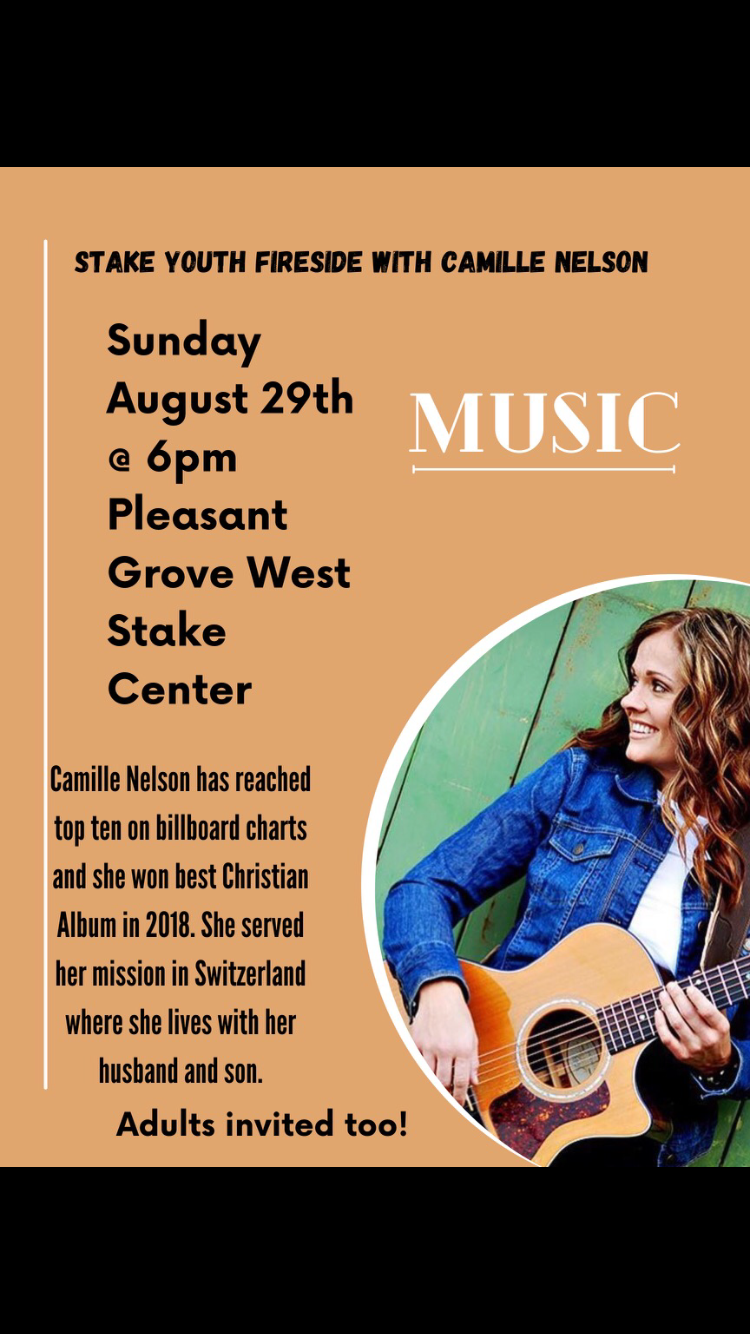 STAKE YOUTH FIRESIDE WITH CAMILLE NELSON
Sunday
August 29th
@ 6pm
Pleasant
Grove West
Stake
Center
MUSIC
Camille Nelson has reached
top ten on billboard charts
and she won best Christian
Album in 2018. She served
her mission in Switzerland
where she lives with her
husband and son.
Adults invited too!